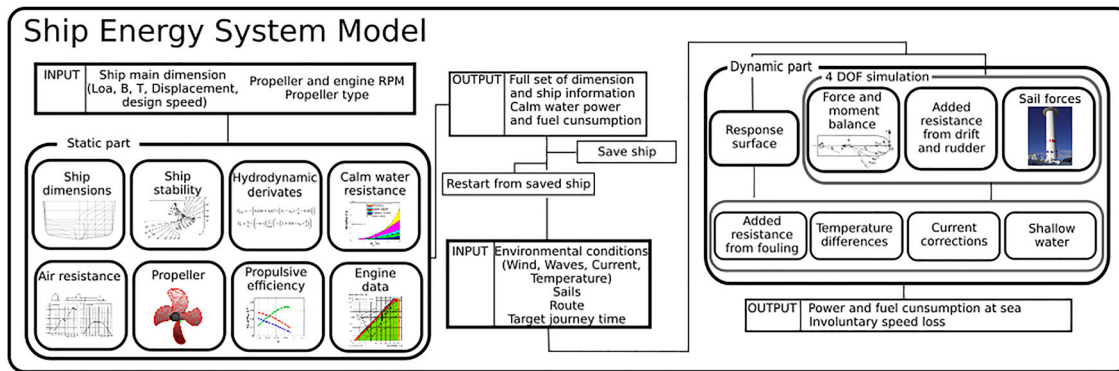 Ship Energy System Model
INPUT
Ship main dimension
(Loa, B, T, Displacement,
design speed)
Propeller and engine RPM
Propeller type
Static part
Ship
dimensions
Ship
stability
Hydrodynamic
derivates
Calm water
resistance
Air resistance
Propeller
Propulsive
efficiency
Engine
data
OUTPUT
Full set of dimension
and ship information
Calm water power
and fuel cunsumption
Save ship
Restart from saved ship
INPUT
Environmental conditions
(Wind, Waves, Current,
Temperature)
Sails
Route
Target journey time
Dynamic part
4 DOF simulation
Response
surface
Force and
moment
balance
Added
resistance
from drift
and rudder
Sail forces
Added
resistance
from fouling
Temperature
differences
Current
corrections
Shallow
water
OUTPUT
Power and fuel cunsumption at sea
Involuntary speed loss